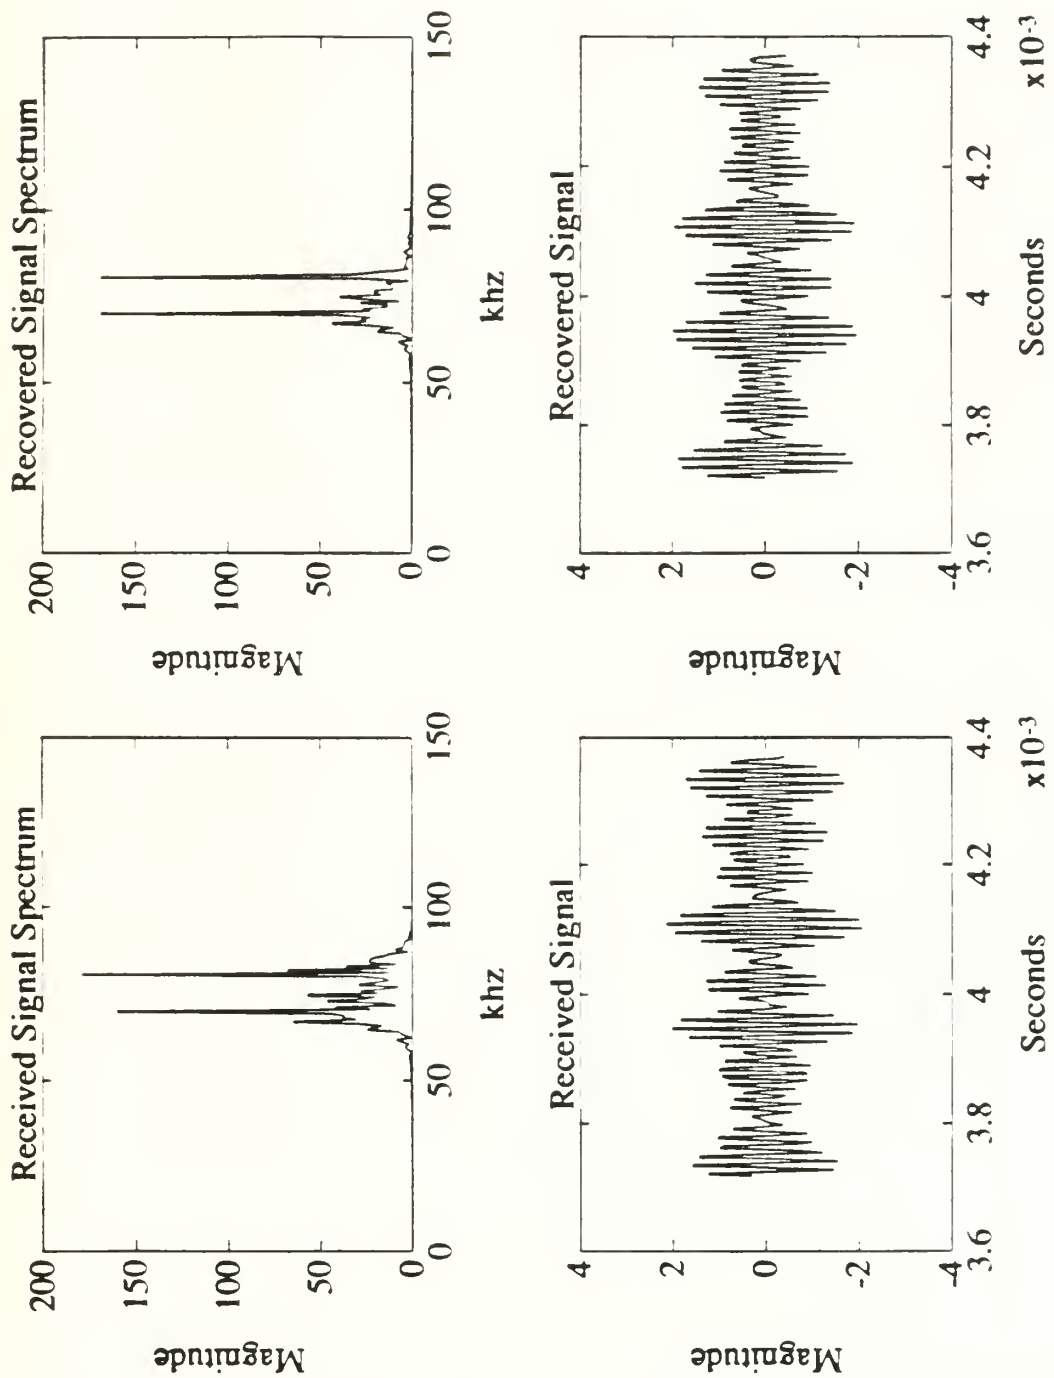 Received Signal Spectrum
200
150
100
50
0
Magnitude
0
50
100
150
khz
Recovered Signal Spectrum
200
150
100
50
0
Magnitude
0
50
100
150
khz
Received Signal
4
2
0
-2
-4
Magnitude
3.6
3.8
4
4.2
4.4
Seconds
x10-3
Recovered Signal
4
2
0
-2
-4
Magnitude
3.6
3.8
4
4.2
4.4
Seconds
x10-3